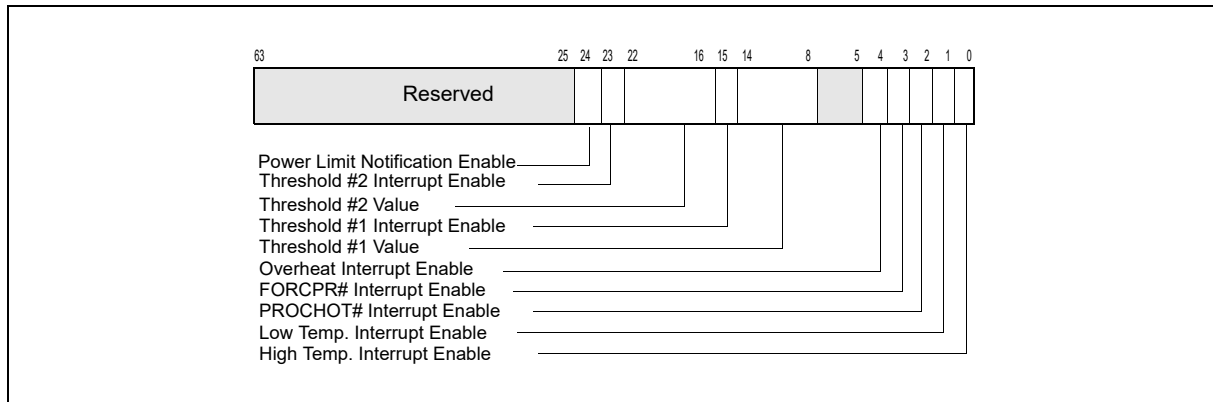 63 25 24 23 22 16 15 14 8 5 4 3 2 1 0
Reserved
Power Limit Notification Enable
Threshold #2 Interrupt Enable
Threshold #2 Value
Threshold #1 Interrupt Enable
Threshold #1 Value
Overheat Interrupt Enable
FORCPR# Interrupt Enable
PROCHOT# Interrupt Enable
Low Temp. Interrupt Enable
High Temp. Interrupt Enable